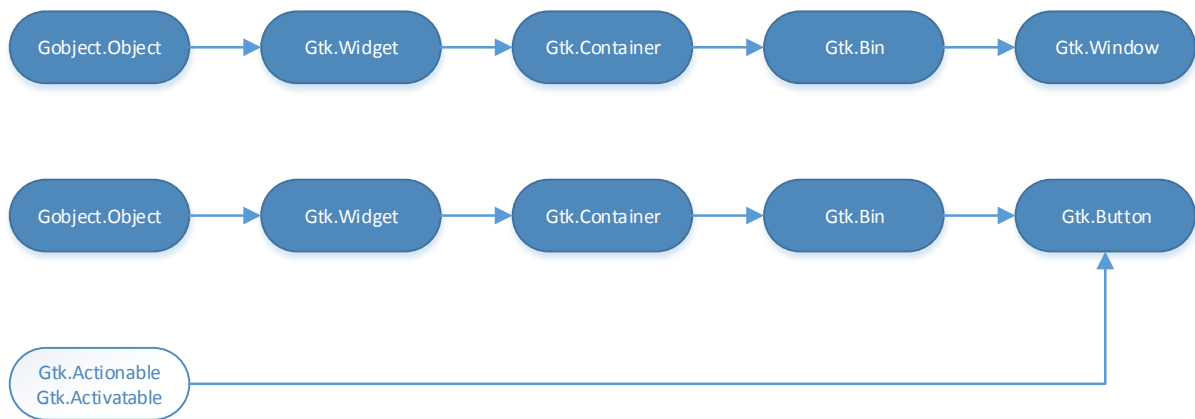 Gobject.Object
Gtk.Widget
Gtk.Container
Gtk.Bin
Gtk.Window
Gobject.Object
Gtk.Widget
Gtk.Container
Gtk.Bin
Gtk.Button
Gtk.Actionable
Gtk.Activatable